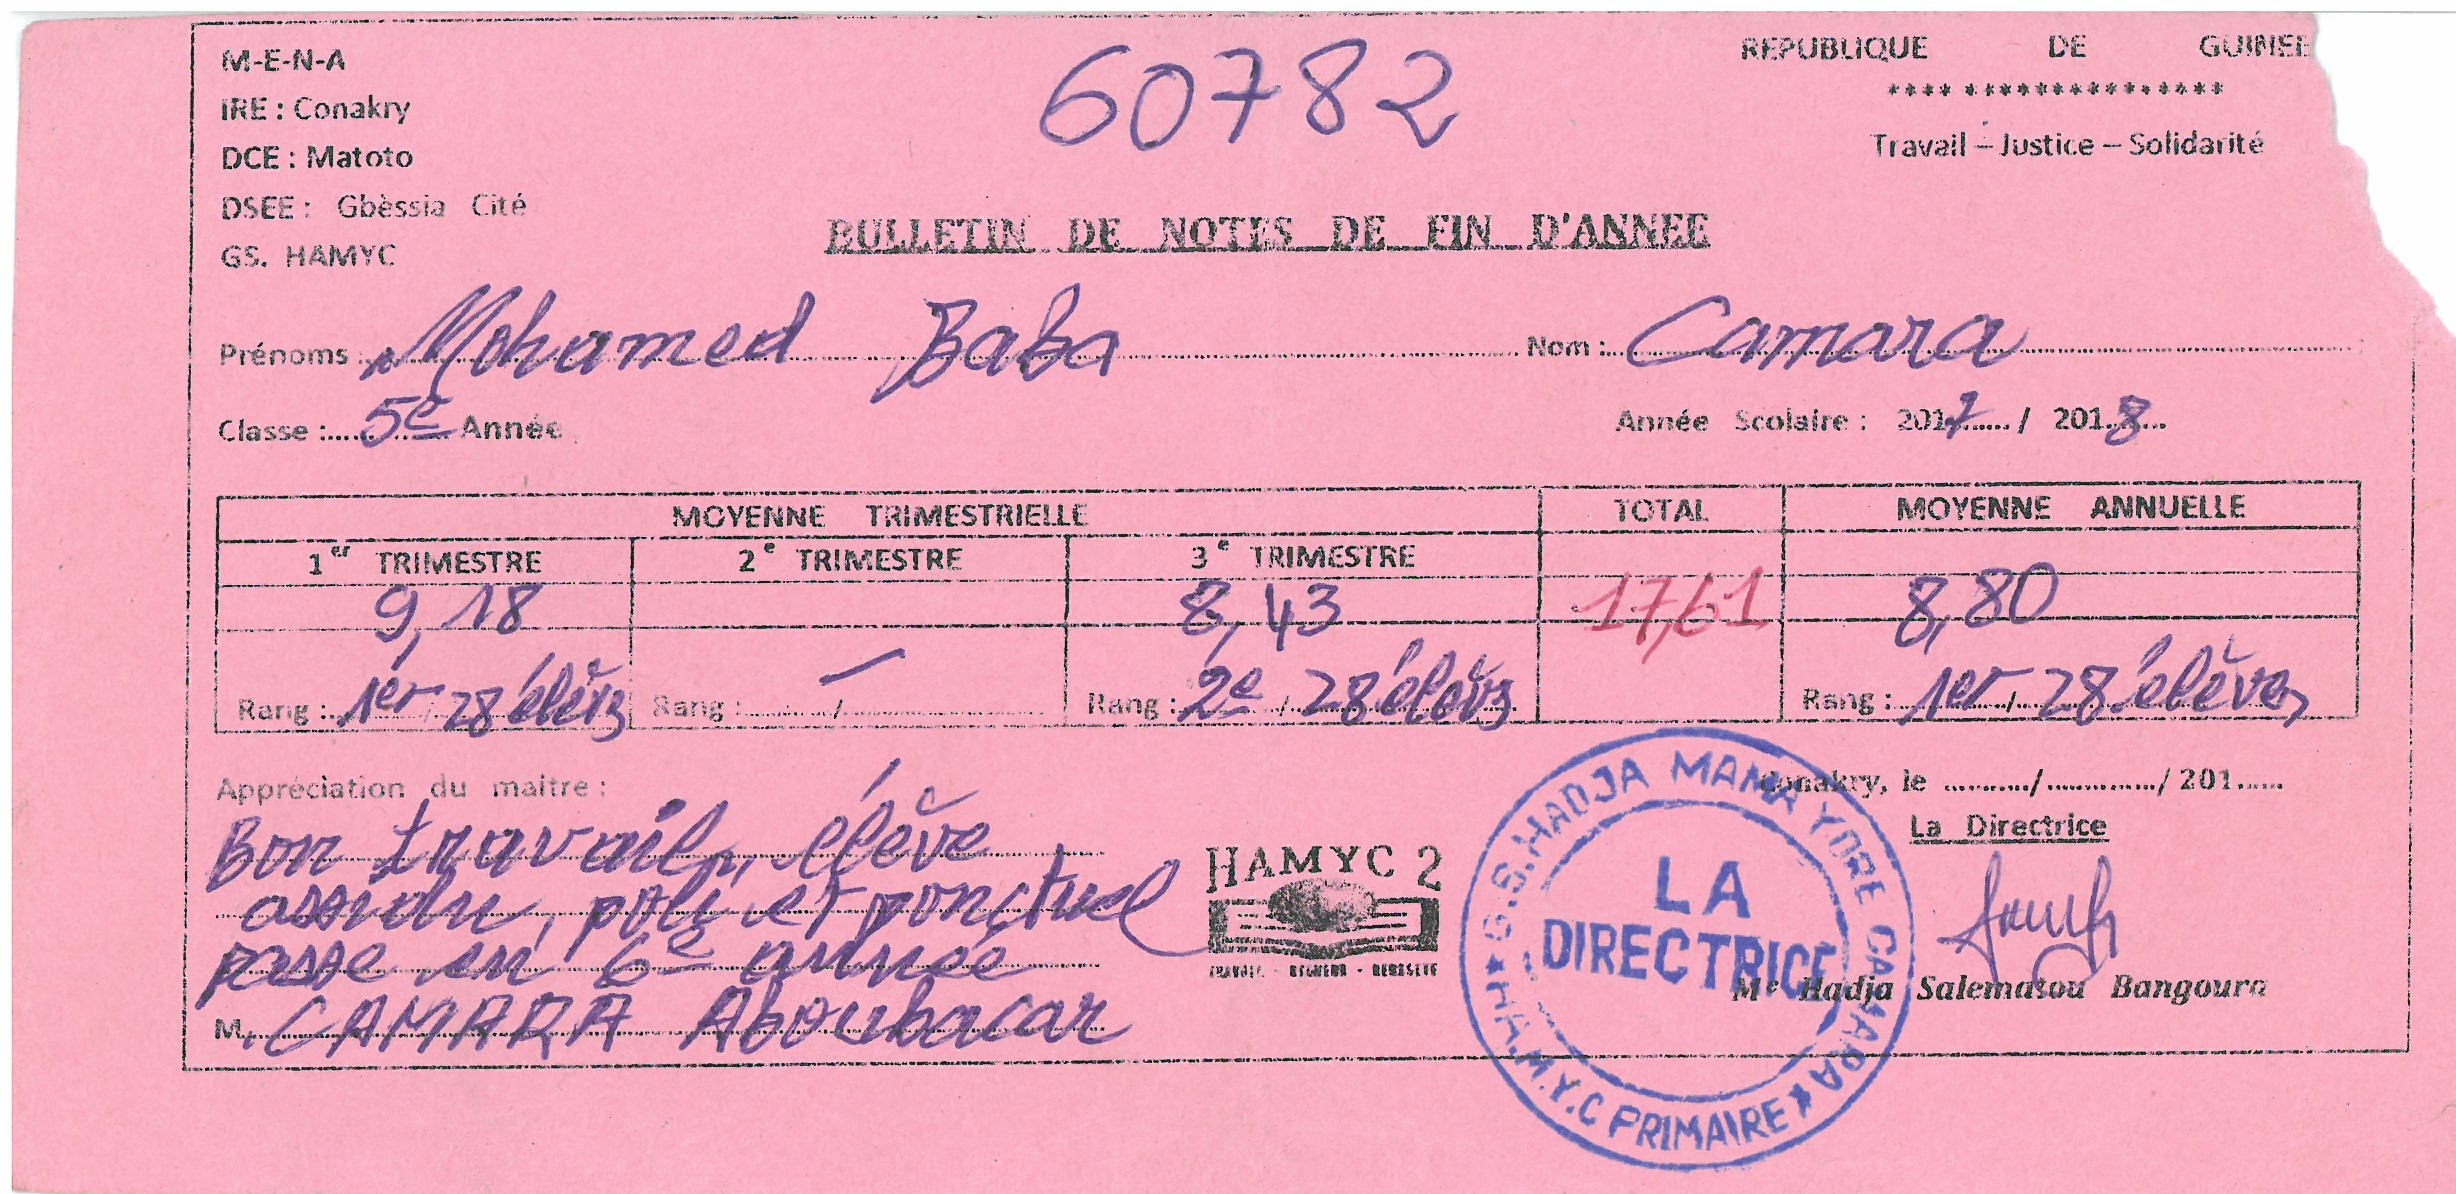 M-E-N-A
IRE : Conakry
DCE : Matoto
DSEE : Gbèssia Cité
GS. HAMYC
60782
REPUBLIQUE DE GUINEE
**** ****************
Travail – Justice – Solidarité
BULLETIN DE NOTES DE FIN D'ANNEE
Prénoms : Mohamed Baba Nom : Camara
Classe : 5e Année Année Scolaire : 2017 / 2018
MOYENNE TRIMESTRIELLE TOTAL MOYENNE ANNUELLE
1er TRIMESTRE 2e TRIMESTRE 3e TRIMESTRE
9,18 8,43 17,61 8,80
Rang : 1er / 28 élèves Rang : / — Rang : 2e / 28 élèves Rang : 1er / 28 élèves
Appréciation du maitre :
Bon travail, élève
assidu, poli et ponctuel
passe en 6e année
M. CAMARA Aboubacar
HAMYC 2
TRAVAIL - RIGUEUR - REUSSITE
Conakry, le ........../............../ 201......
La Directrice
Me Hadja Salematou Bangoura
G.S.HADJA MAMA YORE CAMARA
HA.M.Y.C PRIMAIRE
LA
DIRECTRICE